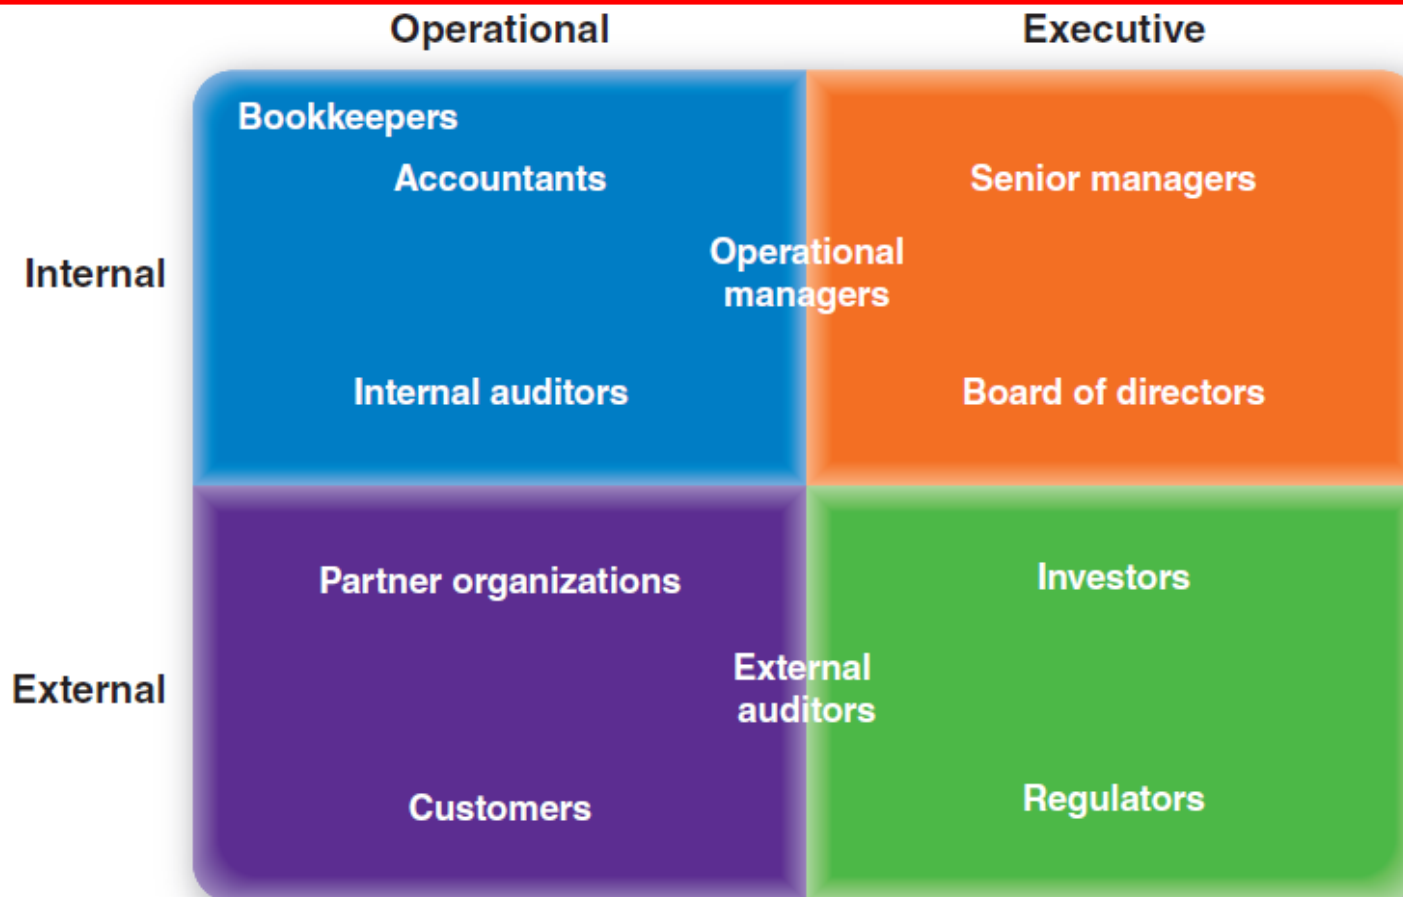 Operational
Executive
Bookkeepers
Accountants
Senior managers
Internal
Operational
managers
Internal auditors
Board of directors
Partner organizations
Investors
External
External
auditors
Customers
Regulators